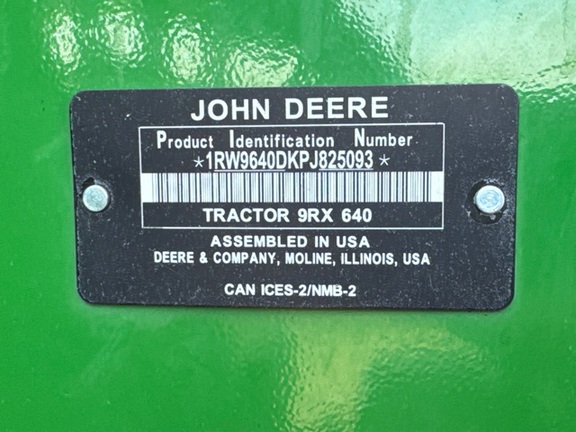 JOHN DEERE
Product Identification Number
*1RW9640DKPJ825093*
TRACTOR 9RX 640
ASSEMBLED IN USA
DEERE & COMPANY, MOLINE, ILLINOIS, USA
CAN ICES-2/NMB-2